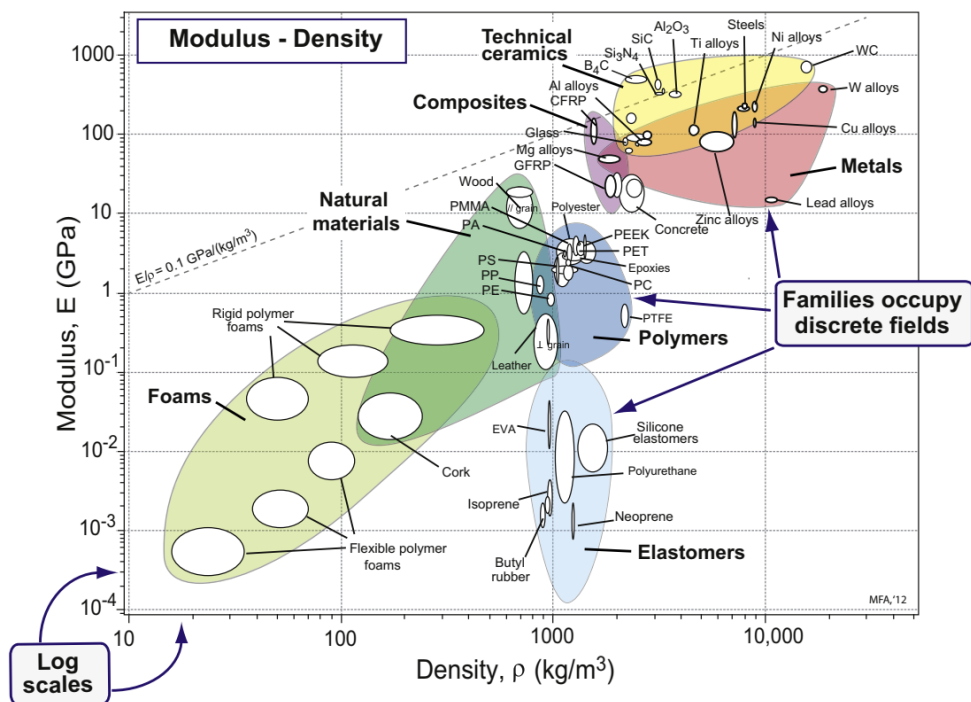 Modulus - Density
Technical
ceramics
Composites
Natural
materials
Foams
Polymers
Elastomers
Metals
Steels
Al₂O₃
SiC
Si₃N₄
B₄C
Ti alloys
Ni alloys
WC
W alloys
Cu alloys
Al alloys
CFRP
Glass
Mg alloys
GFRP
Lead alloys
Zinc alloys
Concrete
Wood
// grain
PMMA
PA
Polyester
PEEK
PET
Epoxies
PS
PP
PE
PC
PTFE
Leather
⊥ grain
E/ρ = 0.1 GPa/(kg/m³)
Rigid polymer
foams
Cork
Flexible polymer
foams
EVA
Silicone
elastomers
Polyurethane
Isoprene
Neoprene
Butyl
rubber
Families occupy
discrete fields
Log
scales
MFA,'12
Modulus, E (GPa)
1000
100
10
1
10⁻¹
10⁻²
10⁻³
10⁻⁴
10
100
1000
10,000
Density, ρ (kg/m³)